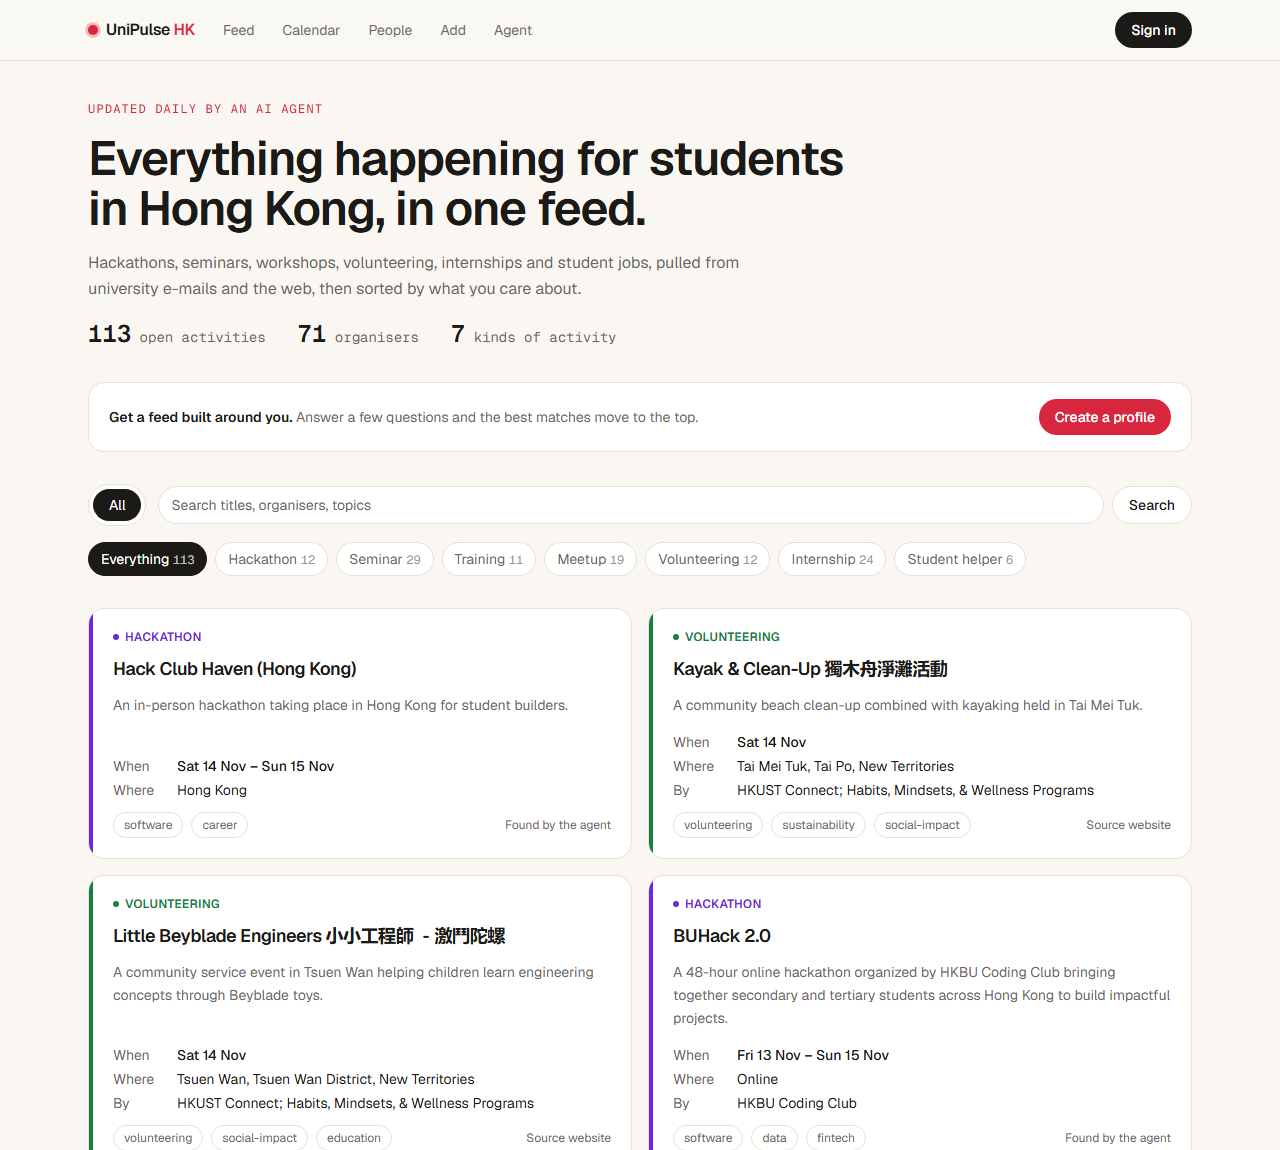 UniPulse HK
Feed
Calendar
People
Add
Agent
Sign in
UPDATED DAILY BY AN AI AGENT
Everything happening for students
in Hong Kong, in one feed.
Hackathons, seminars, workshops, volunteering, internships and student jobs, pulled from
university e-mails and the web, then sorted by what you care about.
113 open activities
71 organisers
7 kinds of activity
Get a feed built around you. Answer a few questions and the best matches move to the top.
Create a profile
All
Search titles, organisers, topics
Search
Everything 113
Hackathon 12
Seminar 29
Training 11
Meetup 19
Volunteering 12
Internship 24
Student helper 6
HACKATHON
Hack Club Haven (Hong Kong)
An in-person hackathon taking place in Hong Kong for student builders.
When Sat 14 Nov – Sun 15 Nov
Where Hong Kong
software
career
Found by the agent
VOLUNTEERING
Kayak & Clean-Up 獨木舟淨灘活動
A community beach clean-up combined with kayaking held in Tai Mei Tuk.
When Sat 14 Nov
Where Tai Mei Tuk, Tai Po, New Territories
By HKUST Connect; Habits, Mindsets, & Wellness Programs
volunteering
sustainability
social-impact
Source website
VOLUNTEERING
Little Beyblade Engineers 小小工程師 - 激鬥陀螺
A community service event in Tsuen Wan helping children learn engineering
concepts through Beyblade toys.
When Sat 14 Nov
Where Tsuen Wan, Tsuen Wan District, New Territories
By HKUST Connect; Habits, Mindsets, & Wellness Programs
volunteering
social-impact
education
Source website
HACKATHON
BUHack 2.0
A 48-hour online hackathon organized by HKBU Coding Club bringing
together secondary and tertiary students across Hong Kong to build impactful
projects.
When Fri 13 Nov – Sun 15 Nov
Where Online
By HKBU Coding Club
software
data
fintech
Found by the agent